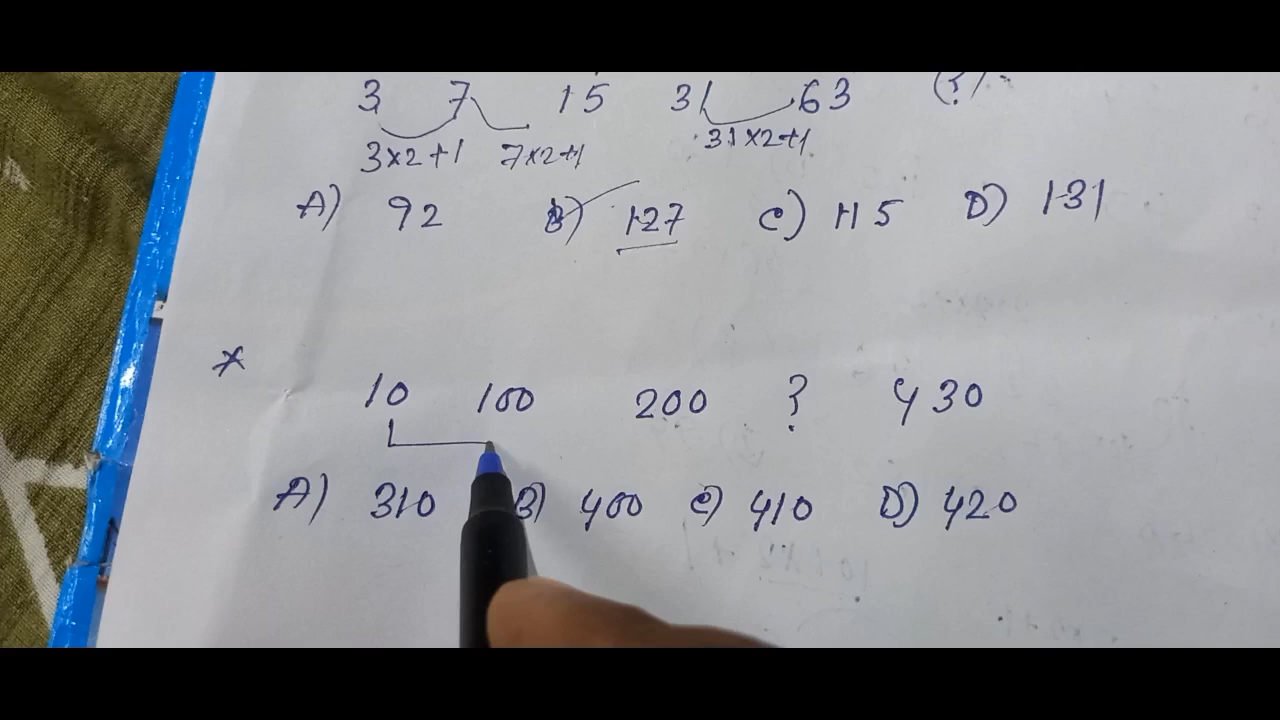 3 7 15 31 63 (?)
3×2+1 7×2+1 31×2+1
A) 92 B) 127 C) 115 D) 131
* 10 100 200 ? 430
A) 310 B) 400 C) 410 D) 420